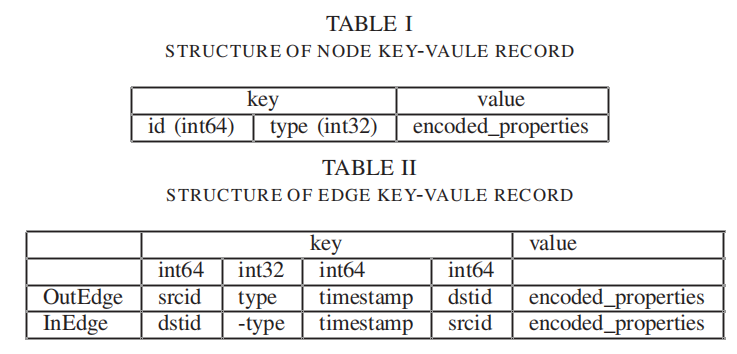 TABLE I
STRUCTURE OF NODE KEY-VAULE RECORD
key value
id (int64) type (int32) encoded_properties
TABLE II
STRUCTURE OF EDGE KEY-VAULE RECORD
key value
int64 int32 int64 int64
OutEdge srcid type timestamp dstid encoded_properties
InEdge dstid -type timestamp srcid encoded_properties